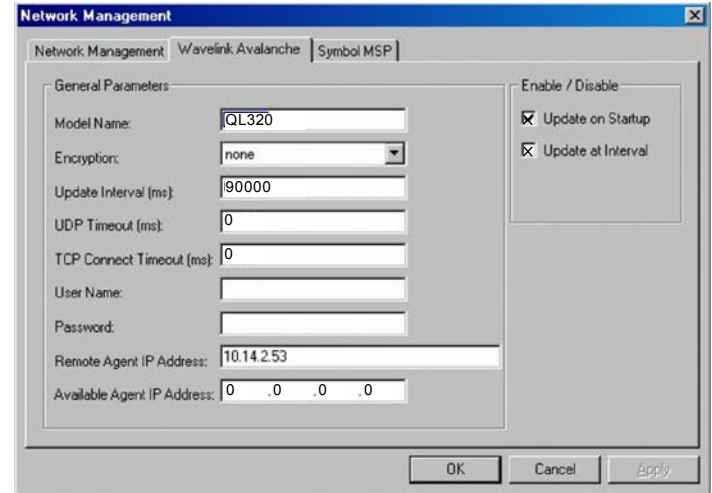 Network Management
Network Management Wavelink Avalanche Symbol MSP
General Parameters
Model Name: QL320
Encryption: none
Update Interval (ms): 90000
UDP Timeout (ms): 0
TCP Connect Timeout (ms): 0
User Name:
Password:
Remote Agent IP Address: 10.14.2.53
Available Agent IP Address: 0 .0 .0 .0
Enable / Disable
Update on Startup
Update at Interval
OK Cancel Apply